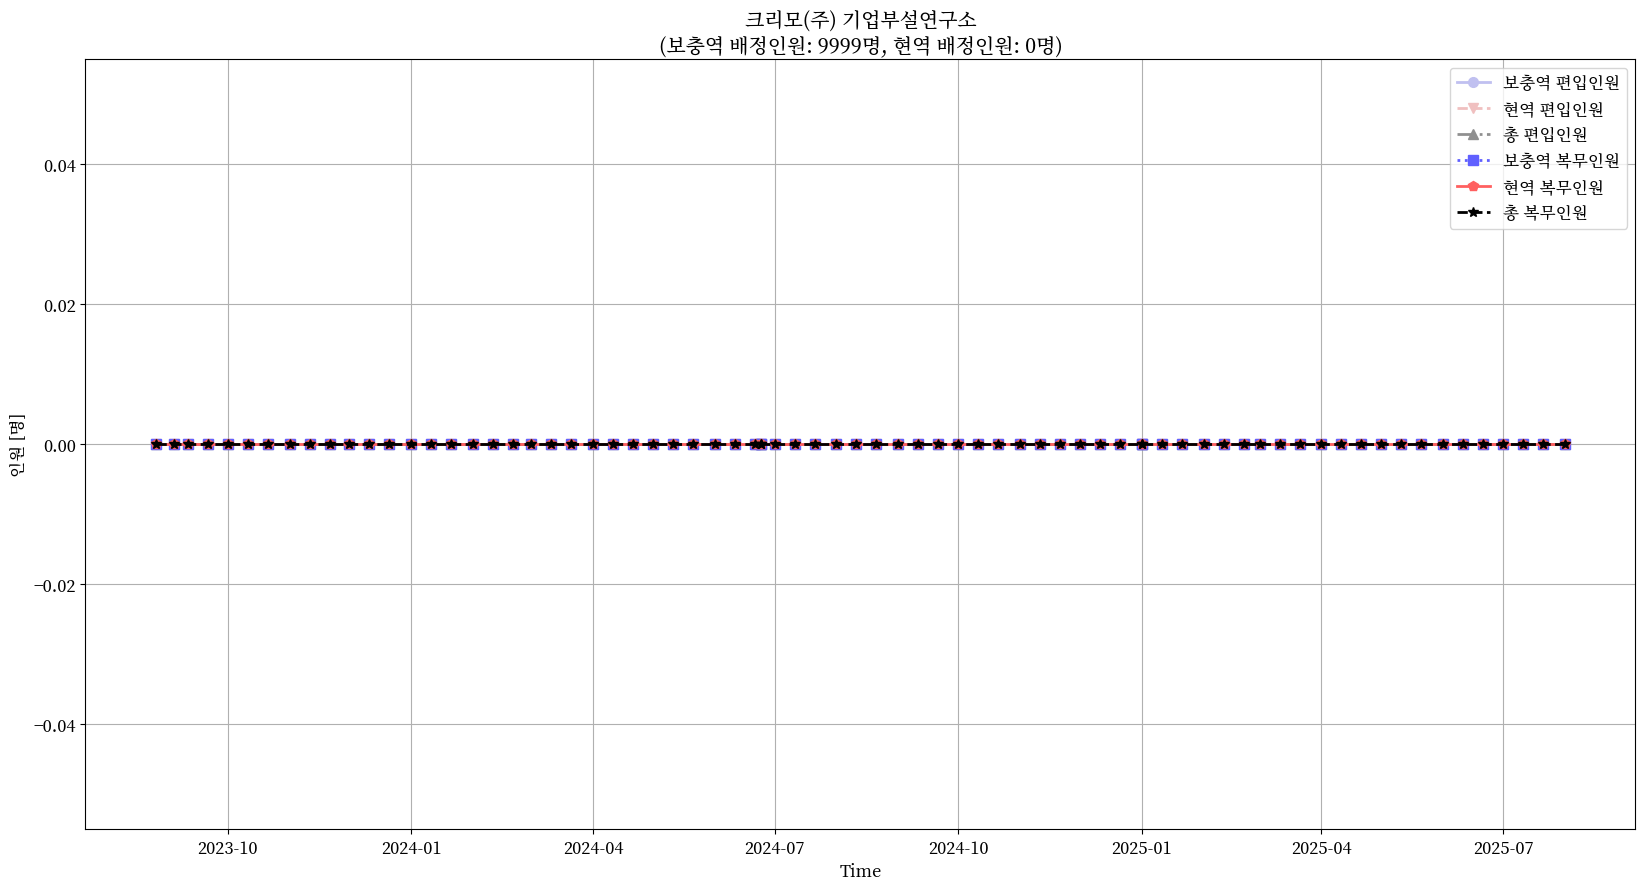 크리모(주) 기업부설연구소
(보충역 배정인원: 9999명, 현역 배정인원: 0명)
보충역 편입인원
현역 편입인원
총 편입인원
보충역 복무인원
현역 복무인원
총 복무인원
인원 [명]
0.04
0.02
0.00
−0.02
−0.04
2023-10
2024-01
2024-04
2024-07
2024-10
2025-01
2025-04
2025-07
Time